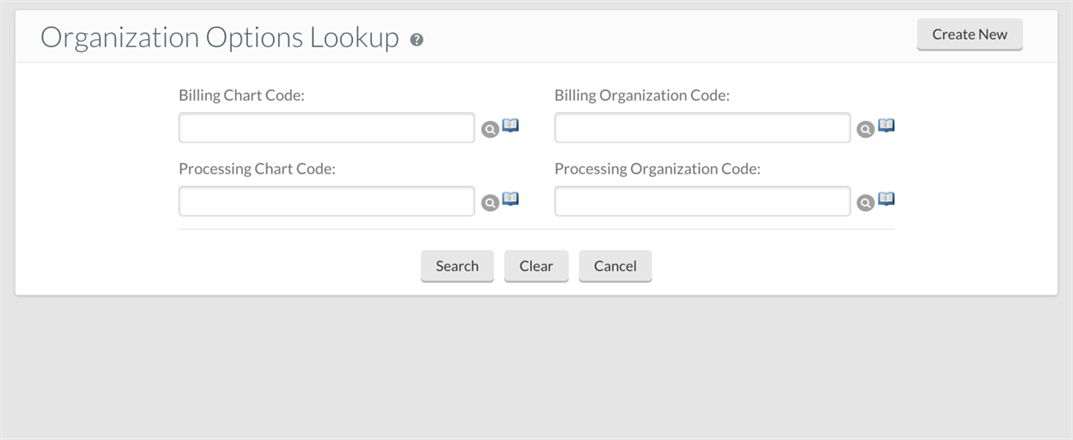 Organization Options Lookup ?
Create New
Billing Chart Code: Billing Organization Code:
Processing Chart Code: Processing Organization Code:
Search Clear Cancel